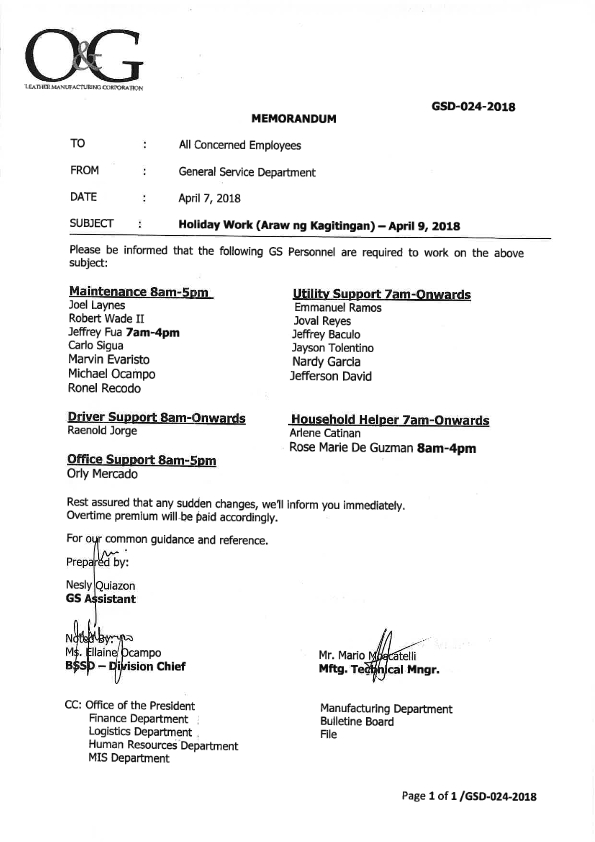 O&G
LEATHER MANUFACTURING CORPORATION
GSD-024-2018
MEMORANDUM
TO : All Concerned Employees
FROM : General Service Department
DATE : April 7, 2018
SUBJECT : Holiday Work (Araw ng Kagitingan) – April 9, 2018
Please be informed that the following GS Personnel are required to work on the above
subject:
Maintenance 8am-5pm
Joel Laynes
Robert Wade II
Jeffrey Fua 7am-4pm
Carlo Sigua
Marvin Evaristo
Michael Ocampo
Ronel Recodo
Utility Support 7am-Onwards
Emmanuel Ramos
Joval Reyes
Jeffrey Baculo
Jayson Tolentino
Nardy Garcia
Jefferson David
Driver Support 8am-Onwards
Raenold Jorge
Household Helper 7am-Onwards
Arlene Catinan
Rose Marie De Guzman 8am-4pm
Office Support 8am-5pm
Orly Mercado
Rest assured that any sudden changes, we'll inform you immediately.
Overtime premium will be paid accordingly.
For our common guidance and reference.
Prepared by:
Nesly Quiazon
GS Assistant
Noted by:
Ms. Ellaine Ocampo
BSSD – Division Chief
Mr. Mario Moscatelli
Mftg. Technical Mngr.
CC: Office of the President
Finance Department
Logistics Department
Human Resources Department
MIS Department
Manufacturing Department
Bulletine Board
File
Page 1 of 1 /GSD-024-2018